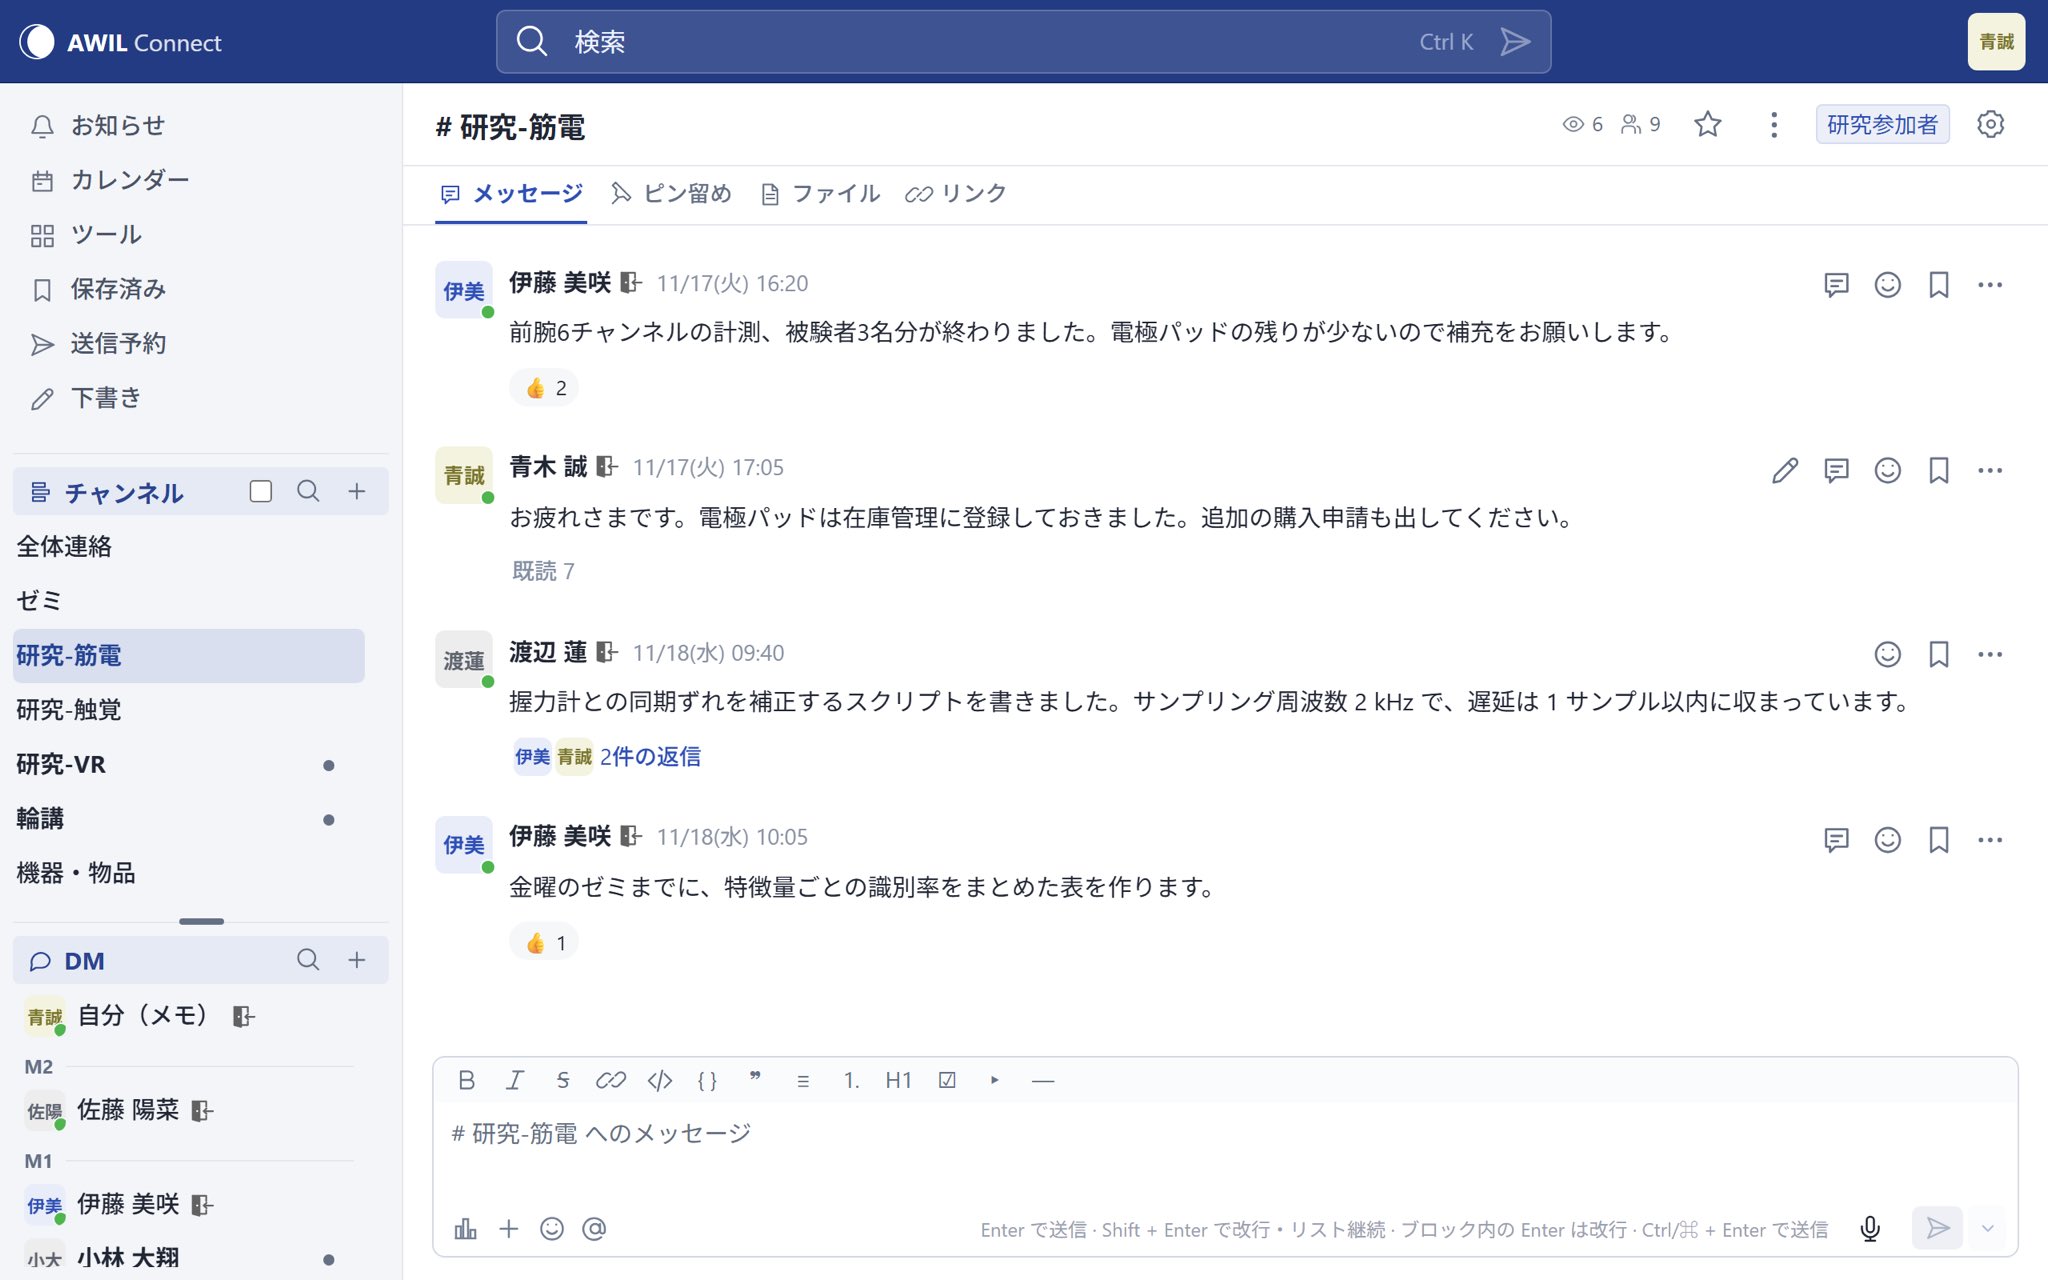 AWIL Connect
検索
Ctrl K
青誠
お知らせ
カレンダー
ツール
保存済み
送信予約
下書き
チャンネル
全体連絡
ゼミ
研究-筋電
研究-触覚
研究-VR
輪講
機器・物品
DM
青誠 自分（メモ）
M2
佐陽 佐藤 陽菜
M1
伊美 伊藤 美咲
小大 小林 大翔
# 研究-筋電
6 9
研究参加者
メッセージ ピン留め ファイル リンク
伊美 伊藤 美咲 11/17(火) 16:20
前腕6チャンネルの計測、被験者3名分が終わりました。電極パッドの残りが少ないので補充をお願いします。
👍 2
青誠 青木 誠 11/17(火) 17:05
お疲れさまです。電極パッドは在庫管理に登録しておきました。追加の購入申請も出してください。
既読 7
渡蓮 渡辺 蓮 11/18(水) 09:40
握力計との同期ずれを補正するスクリプトを書きました。サンプリング周波数 2 kHz で、遅延は 1 サンプル以内に収まっています。
伊美 青誠 2件の返信
伊美 伊藤 美咲 11/18(水) 10:05
金曜のゼミまでに、特徴量ごとの識別率をまとめた表を作ります。
👍 1
B I S </> { } ” ≡ 1. H1 ☑ ▸ —
# 研究-筋電 へのメッセージ
Enter で送信 · Shift + Enter で改行・リスト継続 · ブロック内の Enter は改行 · Ctrl/⌘ + Enter で送信